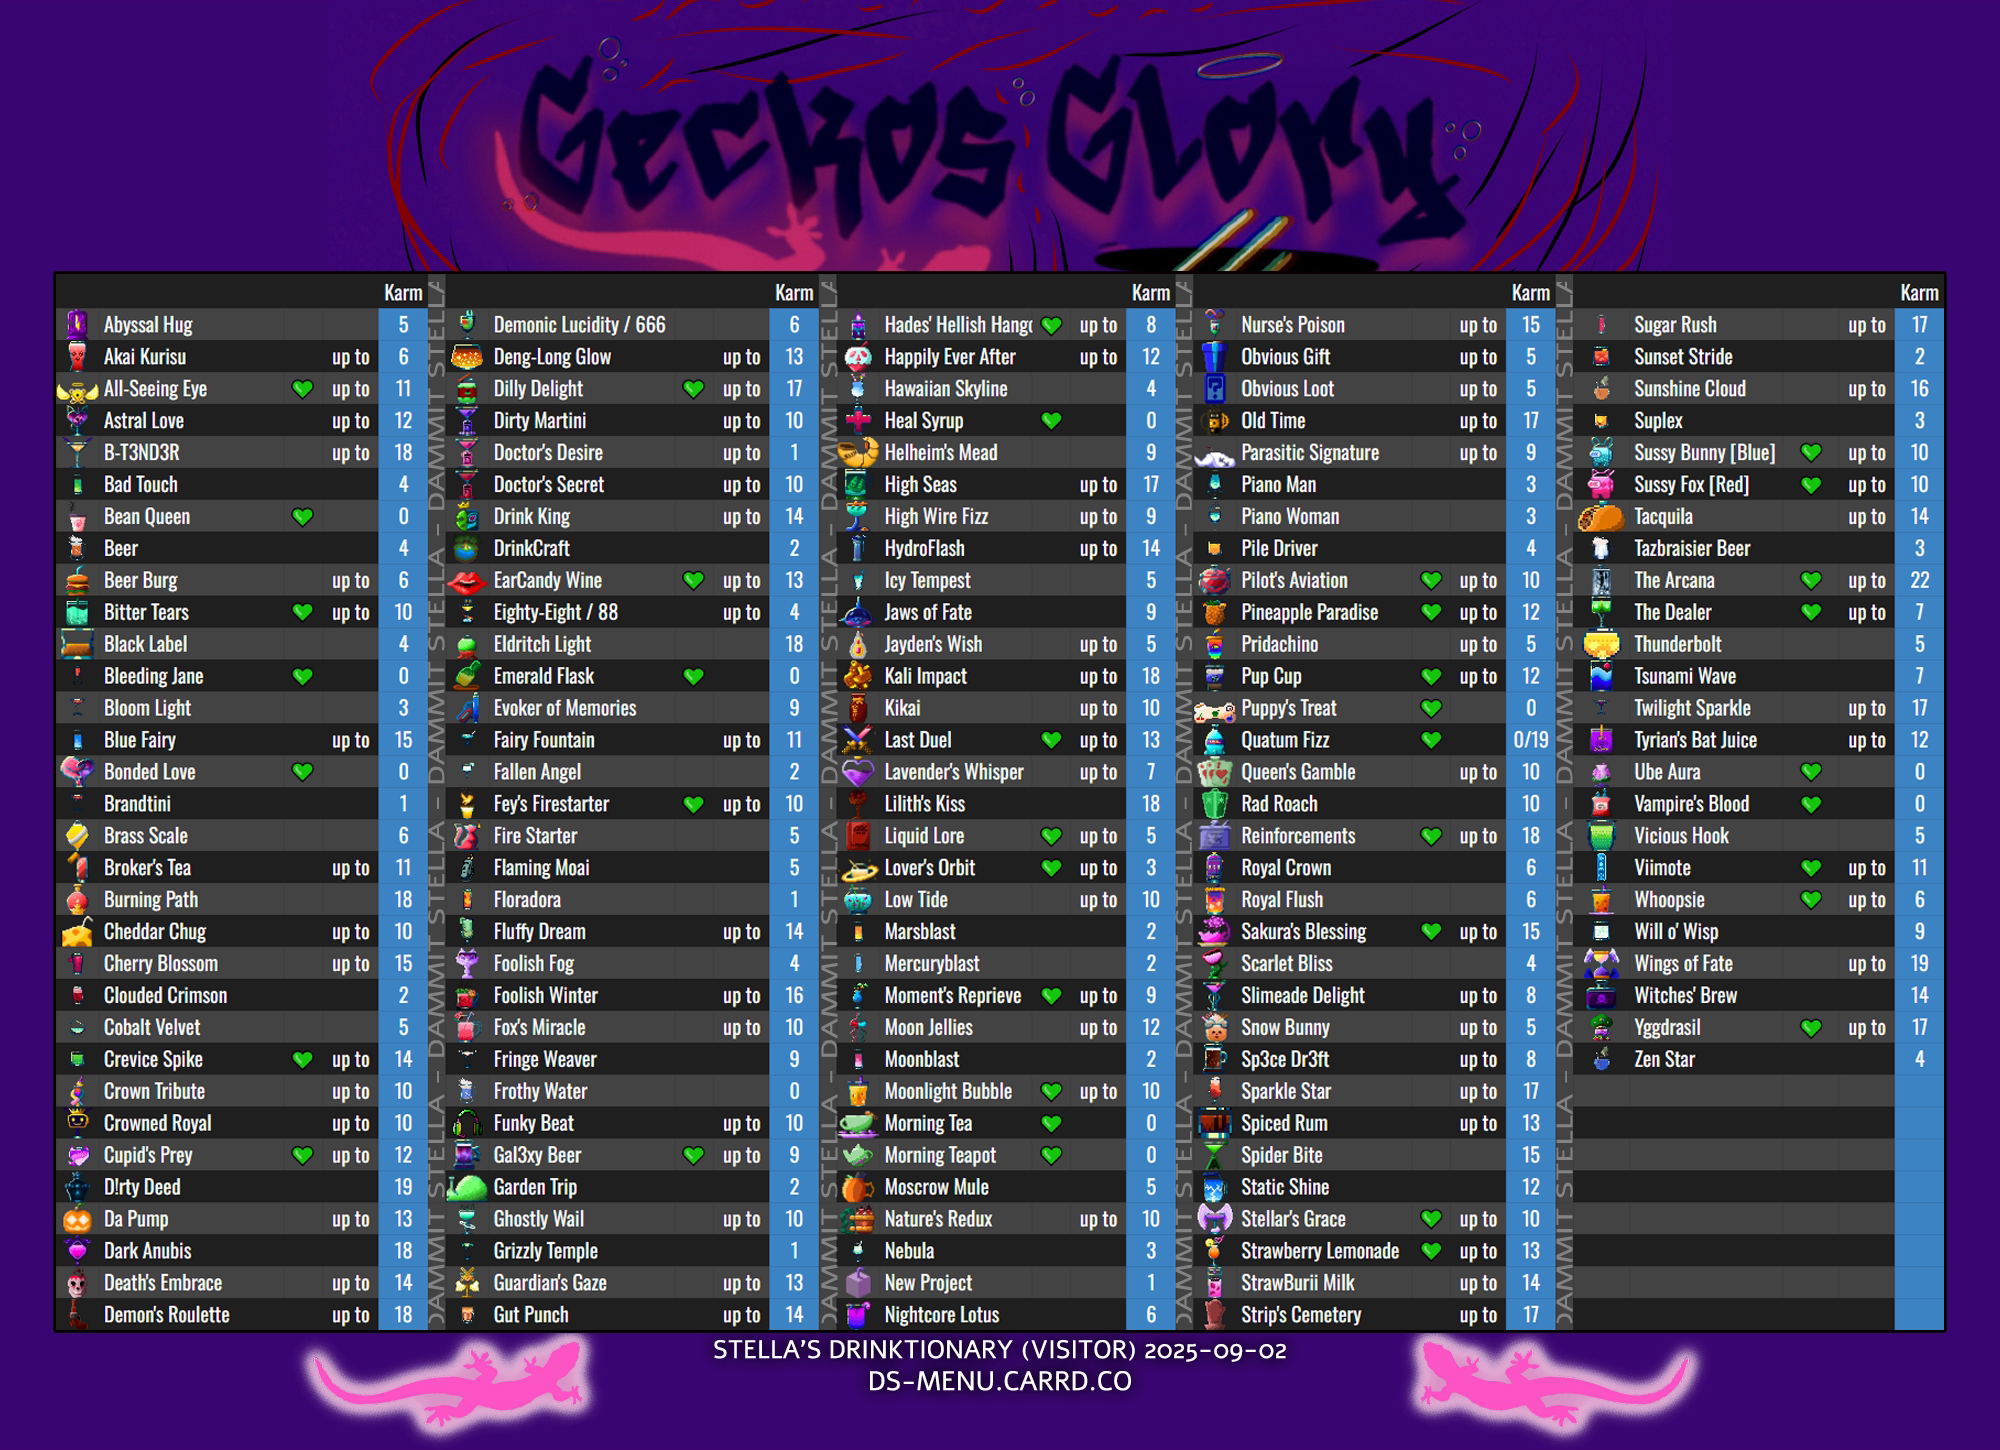 Geckos Glory
Karm
Abyssal Hug 5
Akai Kurisu up to 6
All-Seeing Eye up to 11
Astral Love up to 12
B-T3ND3R up to 18
Bad Touch 4
Bean Queen 0
Beer 4
Beer Burg up to 6
Bitter Tears up to 10
Black Label 4
Bleeding Jane 0
Bloom Light 3
Blue Fairy up to 15
Bonded Love 0
Brandtini 1
Brass Scale 6
Broker's Tea up to 11
Burning Path 18
Cheddar Chug up to 10
Cherry Blossom up to 15
Clouded Crimson 2
Cobalt Velvet 5
Crevice Spike up to 14
Crown Tribute up to 10
Crowned Royal up to 10
Cupid's Prey up to 12
D!rty Deed 19
Da Pump up to 13
Dark Anubis 18
Death's Embrace up to 14
Demon's Roulette up to 18
STELLA - DAMMIT STELLA - DAMMIT STELLA - DAMMIT STELLA
Karm
Demonic Lucidity / 666 6
Deng-Long Glow up to 13
Dilly Delight up to 17
Dirty Martini up to 10
Doctor's Desire up to 1
Doctor's Secret up to 10
Drink King up to 14
DrinkCraft 2
EarCandy Wine up to 13
Eighty-Eight / 88 up to 4
Eldritch Light 18
Emerald Flask 0
Evoker of Memories 9
Fairy Fountain up to 11
Fallen Angel 2
Fey's Firestarter up to 10
Fire Starter 5
Flaming Moai 5
Floradora 1
Fluffy Dream up to 14
Foolish Fog 4
Foolish Winter up to 16
Fox's Miracle up to 10
Fringe Weaver 9
Frothy Water 0
Funky Beat up to 10
Gal3xy Beer up to 9
Garden Trip 2
Ghostly Wail up to 10
Grizzly Temple 1
Guardian's Gaze up to 13
Gut Punch up to 14
STELLA - DAMMIT STELLA - DAMMIT STELLA - DAMMIT STELLA
Karm
Hades' Hellish Hang up to 8
Happily Ever After up to 12
Hawaiian Skyline 4
Heal Syrup 0
Helheim's Mead 9
High Seas up to 17
High Wire Fizz up to 9
HydroFlash up to 14
Icy Tempest 5
Jaws of Fate 9
Jayden's Wish up to 5
Kali Impact up to 18
Kikai up to 10
Last Duel up to 13
Lavender's Whisper up to 7
Lilith's Kiss 18
Liquid Lore up to 5
Lover's Orbit up to 3
Low Tide up to 10
Marsblast 2
Mercuryblast 2
Moment's Reprieve up to 9
Moon Jellies up to 12
Moonblast 2
Moonlight Bubble up to 10
Morning Tea 0
Morning Teapot 0
Moscrow Mule 5
Nature's Redux up to 10
Nebula 3
New Project 1
Nightcore Lotus 6
STELLA - DAMMIT STELLA - DAMMIT STELLA - DAMMIT STELLA
Karm
Nurse's Poison up to 15
Obvious Gift up to 5
Obvious Loot up to 5
Old Time up to 17
Parasitic Signature up to 9
Piano Man 3
Piano Woman 3
Pile Driver 4
Pilot's Aviation up to 10
Pineapple Paradise up to 12
Pridachino up to 5
Pup Cup up to 12
Puppy's Treat 0
Quatum Fizz 0/19
Queen's Gamble up to 10
Rad Roach 10
Reinforcements up to 18
Royal Crown 6
Royal Flush 6
Sakura's Blessing up to 15
Scarlet Bliss 4
Slimeade Delight up to 8
Snow Bunny up to 5
Sp3ce Dr3ft up to 8
Sparkle Star up to 17
Spiced Rum up to 13
Spider Bite 15
Static Shine 12
Stellar's Grace up to 10
Strawberry Lemonade up to 13
StrawBurii Milk up to 14
Strip's Cemetery up to 17
STELLA - DAMMIT STELLA - DAMMIT STELLA - DAMMIT STELLA
Karm
Sugar Rush up to 17
Sunset Stride 2
Sunshine Cloud up to 16
Suplex 3
Sussy Bunny [Blue] up to 10
Sussy Fox [Red] up to 10
Tacquila up to 14
Tazbraisier Beer 3
The Arcana up to 22
The Dealer up to 7
Thunderbolt 5
Tsunami Wave 7
Twilight Sparkle up to 17
Tyrian's Bat Juice up to 12
Ube Aura 0
Vampire's Blood 0
Vicious Hook 5
Viimote up to 11
Whoopsie up to 6
Will o' Wisp 9
Wings of Fate up to 19
Witches' Brew 14
Yggdrasil up to 17
Zen Star 4
STELLA'S DRINKTIONARY (VISITOR) 2025-09-02
DS-MENU.CARRD.CO